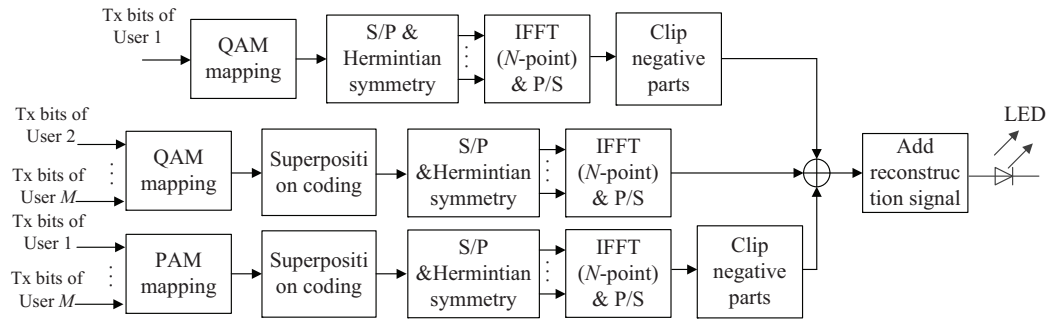 Tx bits of
User 1
QAM
mapping
S/P &
Hermintian
symmetry
IFFT
(N-point)
& P/S
Clip
negative
parts
Tx bits of
User 2
Tx bits of
User M
QAM
mapping
Superpositi
on coding
S/P
&Hermintian
symmetry
IFFT
(N-point)
& P/S
Add
reconstruc
tion signal
LED
Tx bits of
User 1
Tx bits of
User M
PAM
mapping
Superpositi
on coding
S/P
&Hermintian
symmetry
IFFT
(N-point)
& P/S
Clip
negative
parts